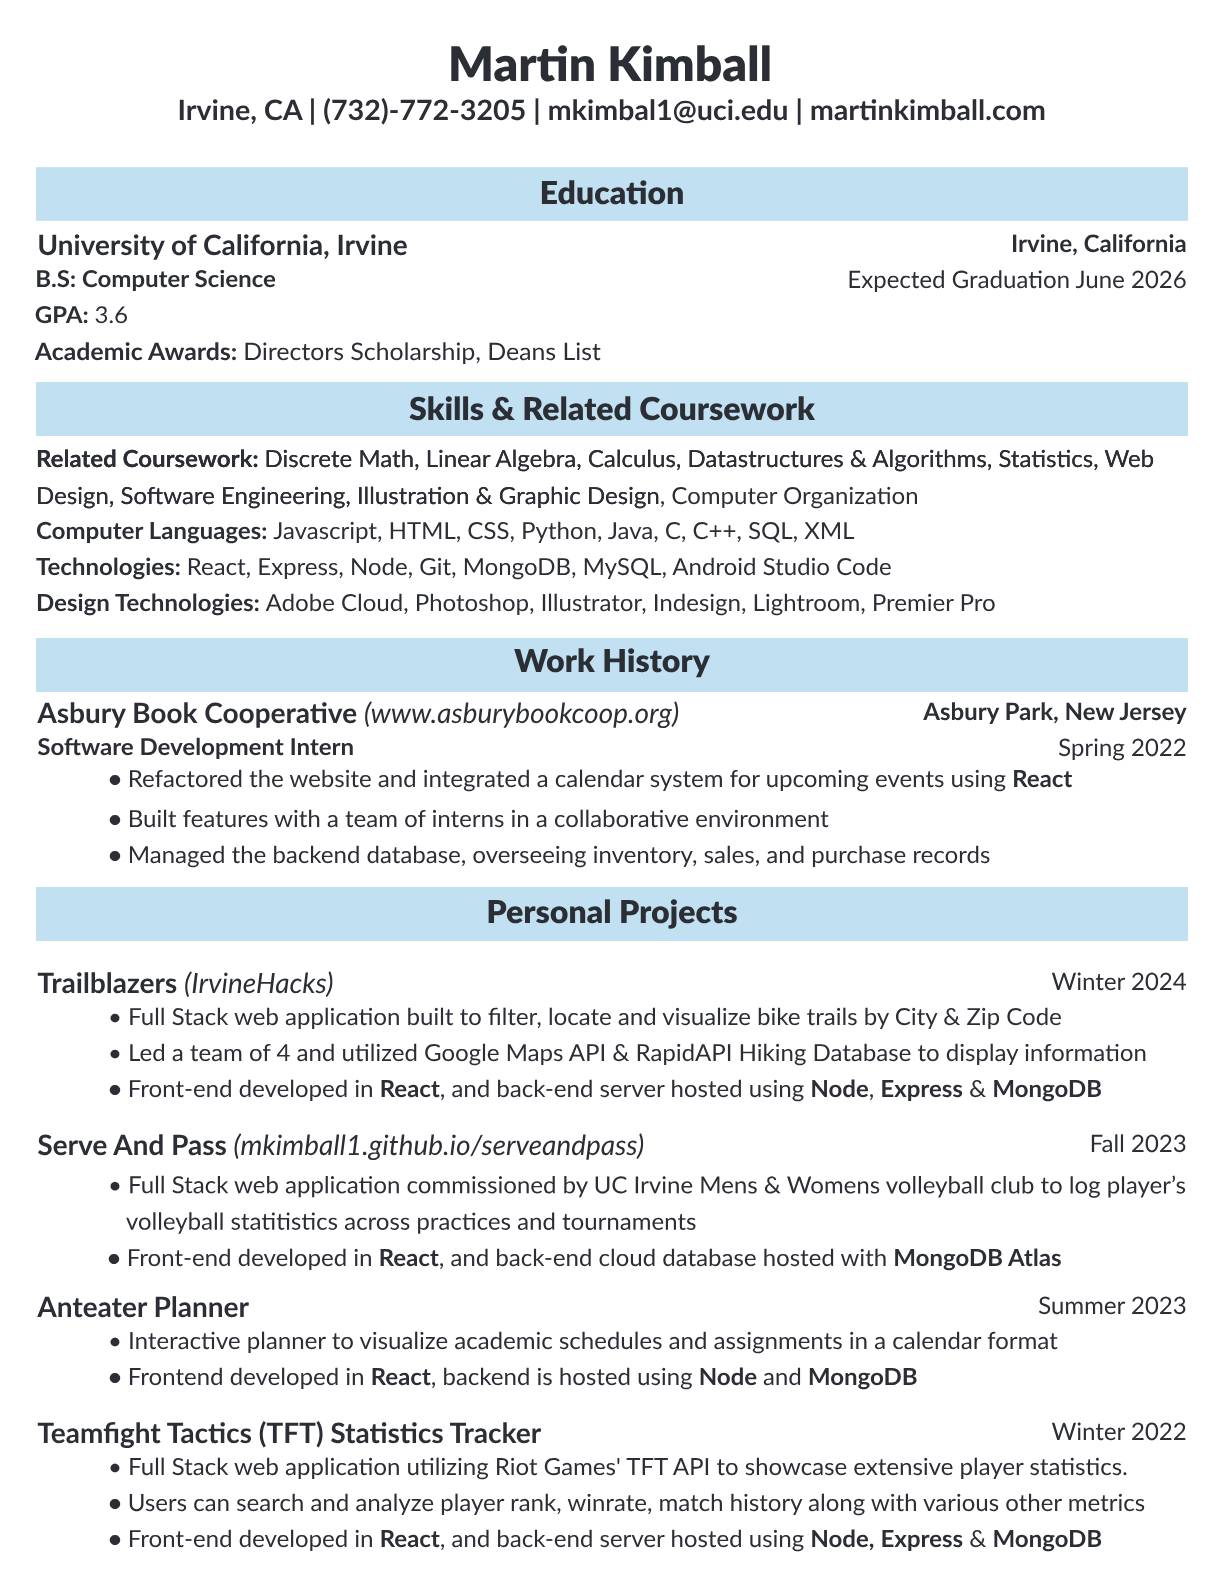 Martin Kimball
Irvine, CA | (732)-772-3205 | mkimbal1@uci.edu | martinkimball.com
Education
University of California, Irvine Irvine, California
B.S: Computer Science Expected Graduation June 2026
GPA: 3.6
Academic Awards: Directors Scholarship, Deans List
Skills & Related Coursework
Related Coursework: Discrete Math, Linear Algebra, Calculus, Datastructures & Algorithms, Statistics, Web
Design, Software Engineering, Illustration & Graphic Design, Computer Organization
Computer Languages: Javascript, HTML, CSS, Python, Java, C, C++, SQL, XML
Technologies: React, Express, Node, Git, MongoDB, MySQL, Android Studio Code
Design Technologies: Adobe Cloud, Photoshop, Illustrator, Indesign, Lightroom, Premier Pro
Work History
Asbury Book Cooperative (www.asburybookcoop.org) Asbury Park, New Jersey
Software Development Intern Spring 2022
• Refactored the website and integrated a calendar system for upcoming events using React
• Built features with a team of interns in a collaborative environment
• Managed the backend database, overseeing inventory, sales, and purchase records
Personal Projects
Trailblazers (IrvineHacks) Winter 2024
• Full Stack web application built to filter, locate and visualize bike trails by City & Zip Code
• Led a team of 4 and utilized Google Maps API & RapidAPI Hiking Database to display information
• Front-end developed in React, and back-end server hosted using Node, Express & MongoDB
Serve And Pass (mkimball1.github.io/serveandpass) Fall 2023
• Full Stack web application commissioned by UC Irvine Mens & Womens volleyball club to log player’s
volleyball statitistics across practices and tournaments
• Front-end developed in React, and back-end cloud database hosted with MongoDB Atlas
Anteater Planner Summer 2023
• Interactive planner to visualize academic schedules and assignments in a calendar format
• Frontend developed in React, backend is hosted using Node and MongoDB
Teamfight Tactics (TFT) Statistics Tracker Winter 2022
• Full Stack web application utilizing Riot Games' TFT API to showcase extensive player statistics.
• Users can search and analyze player rank, winrate, match history along with various other metrics
• Front-end developed in React, and back-end server hosted using Node, Express & MongoDB